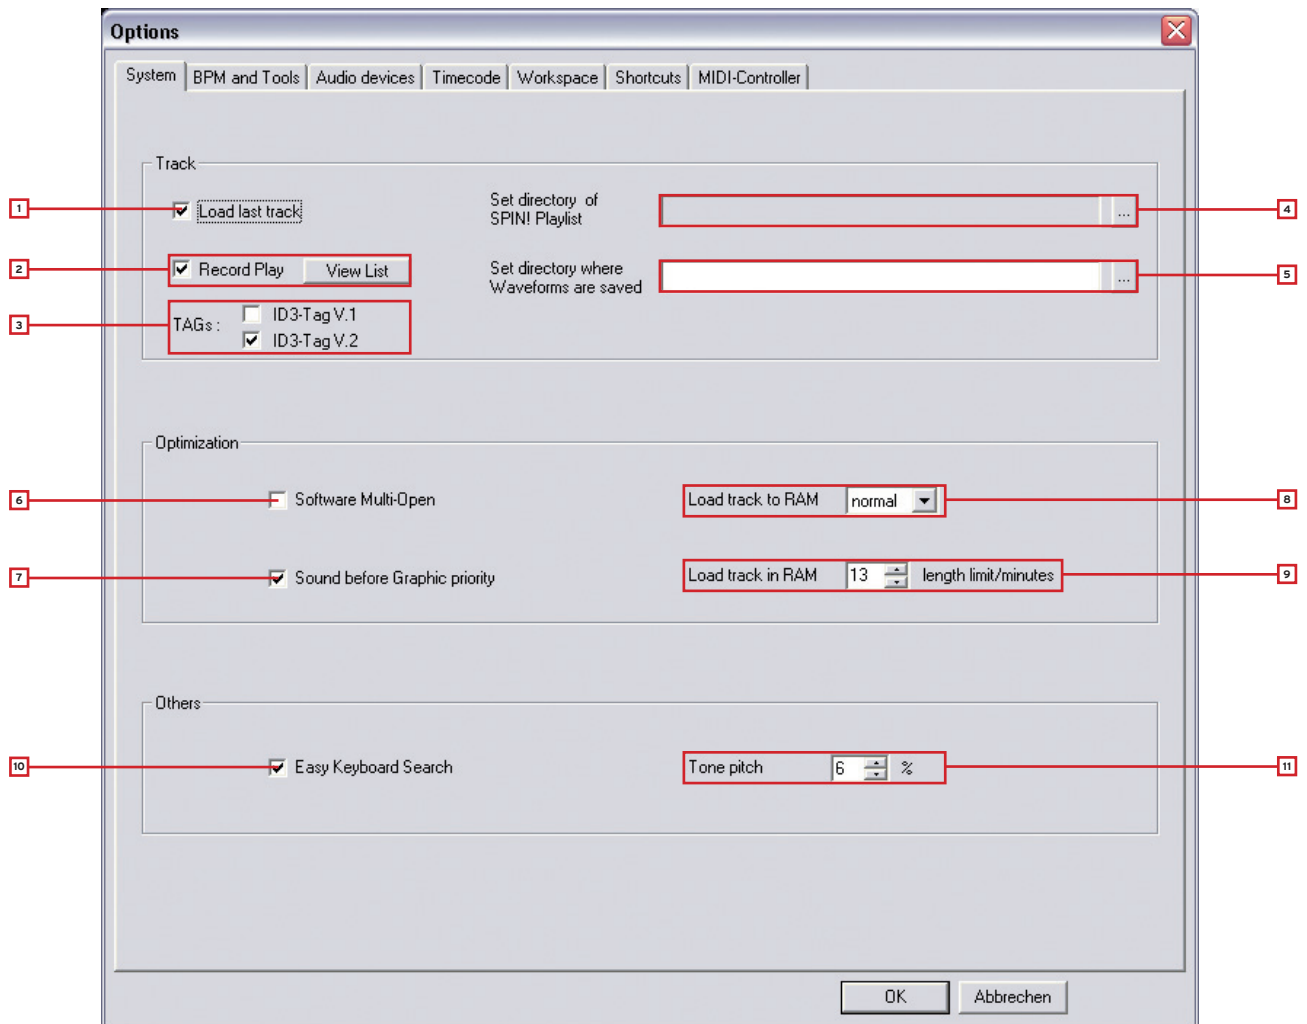 Options
System BPM and Tools Audio devices Timecode Workspace Shortcuts MIDI-Controller
Track
1 Load last track
Set directory of
SPIN! Playlist
... 4
2 Record Play View List
Set directory where
Waveforms are saved
... 5
3 TAGs : ID3-Tag V.1
ID3-Tag V.2
Optimization
6 Software Multi-Open
Load track to RAM normal 8
7 Sound before Graphic priority
Load track in RAM 13 length limit/minutes 9
Others
10 Easy Keyboard Search
Tone pitch 6 % 11
OK Abbrechen